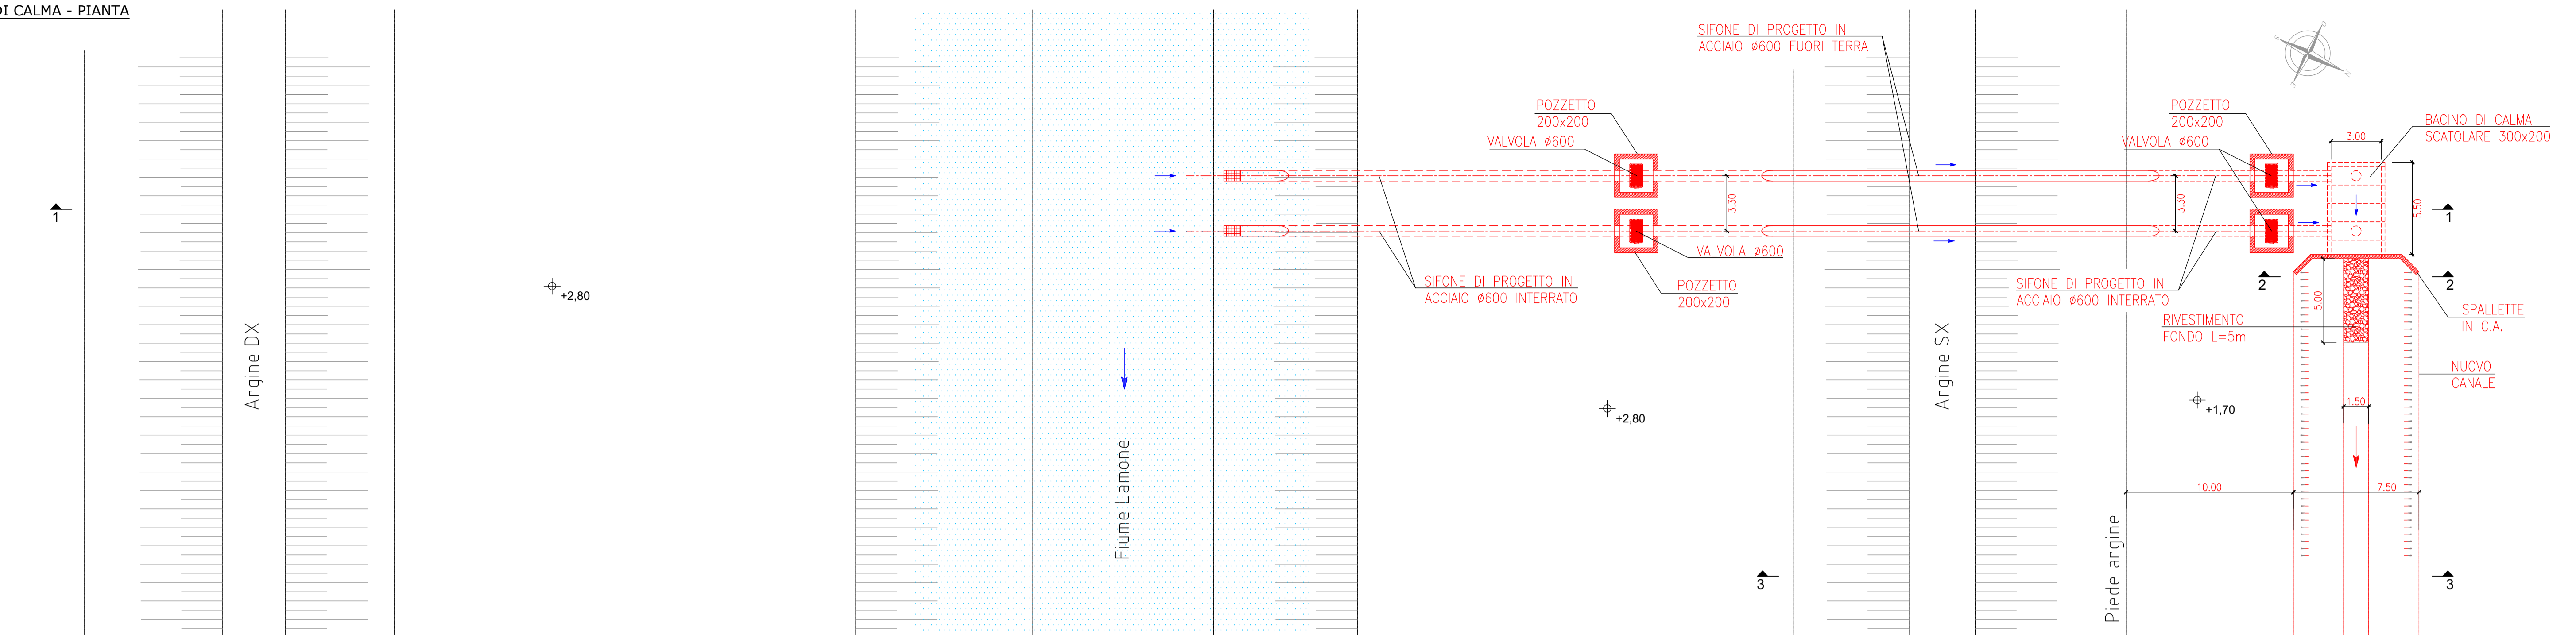 DI CALMA - PIANTA
SIFONE DI PROGETTO IN
ACCIAIO Ø600 FUORI TERRA
POZZETTO
200x200
VALVOLA Ø600
POZZETTO
200x200
VALVOLA Ø600
3.00
BACINO DI CALMA
SCATOLARE 300x200
1
3.30
3.30
5.50
1
VALVOLA Ø600
SIFONE DI PROGETTO IN
ACCIAIO Ø600 INTERRATO
POZZETTO
200x200
SIFONE DI PROGETTO IN
ACCIAIO Ø600 INTERRATO
2
2
+2,80
5.00
SPALLETTE
IN C.A.
RIVESTIMENTO
FONDO L=5m
Argine DX
Argine SX
NUOVO
CANALE
1.50
+2,80
+1,70
Fiume Lamone
10.00
7.50
Piede argine
3
3